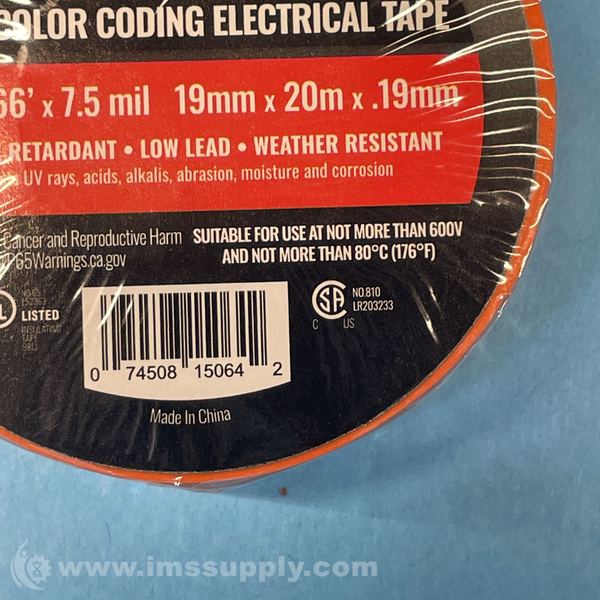 COLOR CODING ELECTRICAL TAPE
66' x 7.5 mil 19mm x 20m x .19mm
RETARDANT • LOW LEAD • WEATHER RESISTANT
UV rays, acids, alkalis, abrasion, moisture and corrosion
Cancer and Reproductive Harm
P65Warnings.ca.gov
SUITABLE FOR USE AT NOT MORE THAN 600V
AND NOT MORE THAN 80°C (176°F)
LISTED
INSULATING
TAPE
0 74508 15064 2
Made In China
C US
NO.810
LR203233
www.imssupply.com